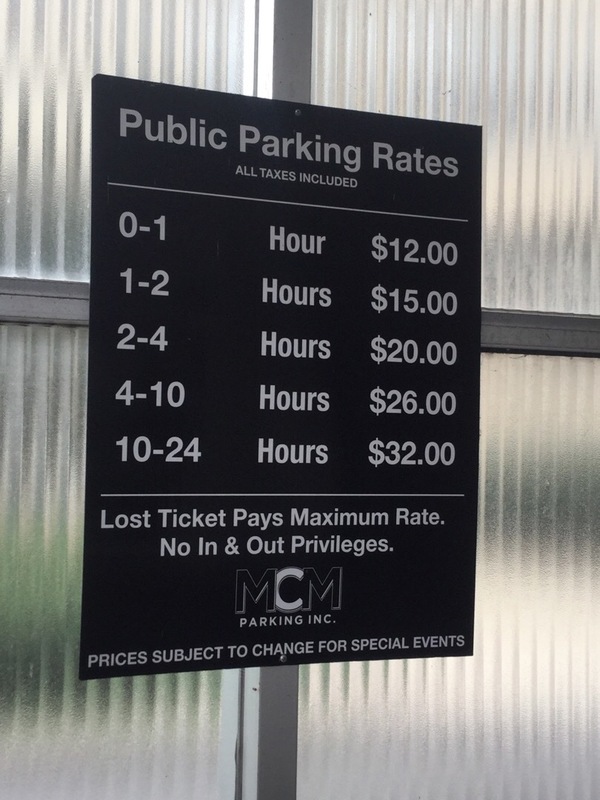 Public Parking Rates
ALL TAXES INCLUDED
0-1 Hour $12.00
1-2 Hours $15.00
2-4 Hours $20.00
4-10 Hours $26.00
10-24 Hours $32.00
Lost Ticket Pays Maximum Rate.
No In & Out Privileges.
MCM
PARKING INC.
PRICES SUBJECT TO CHANGE FOR SPECIAL EVENTS